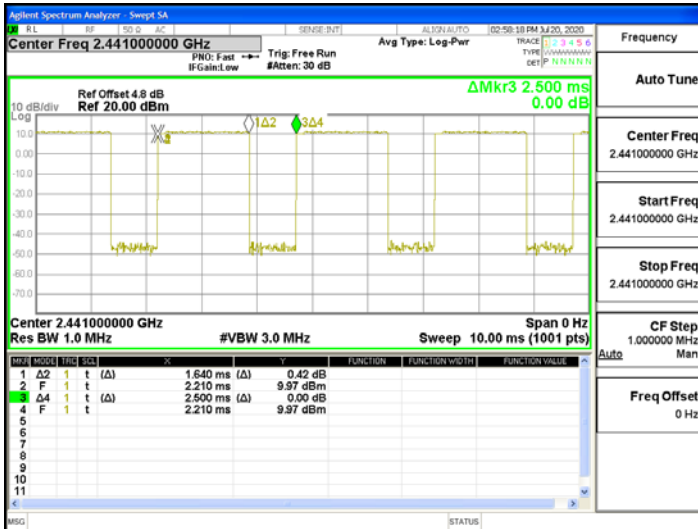 Agilent Spectrum Analyzer - Swept SA
RL RF 50 Ω AC SENSE:INT ALIGN AUTO 02:58:18 PM Jul 20, 2020
Center Freq 2.441000000 GHz
PNO: Fast
IFGain:Low
Trig: Free Run
#Atten: 30 dB
Avg Type: Log-Pwr
TRACE 1 2 3 4 5 6
TYPE
DET P N N N N N
Ref Offset 4.8 dB
Ref 20.00 dBm
10 dB/div
Log
ΔMkr3 2.500 ms
0.00 dB
1Δ2 3Δ4
10.0
0.00
-10.0
-20.0
-30.0
-40.0
-50.0
-60.0
-70.0
Center 2.441000000 GHz Span 0 Hz
Res BW 1.0 MHz #VBW 3.0 MHz Sweep 10.00 ms (1001 pts)
MKR MODE TRC SCL X Y FUNCTION FUNCTION WIDTH FUNCTION VALUE
1 Δ2 1 t (Δ) 1.640 ms (Δ) 0.42 dB
2 F 1 t 2.210 ms 9.97 dBm
3 Δ4 1 t (Δ) 2.500 ms (Δ) 0.00 dB
4 F 1 t 2.210 ms 9.97 dBm
5
6
7
8
9
10
11
MSG STATUS
Frequency
Auto Tune
Center Freq
2.441000000 GHz
Start Freq
2.441000000 GHz
Stop Freq
2.441000000 GHz
CF Step
1.000000 MHz
Auto Man
Freq Offset
0 Hz